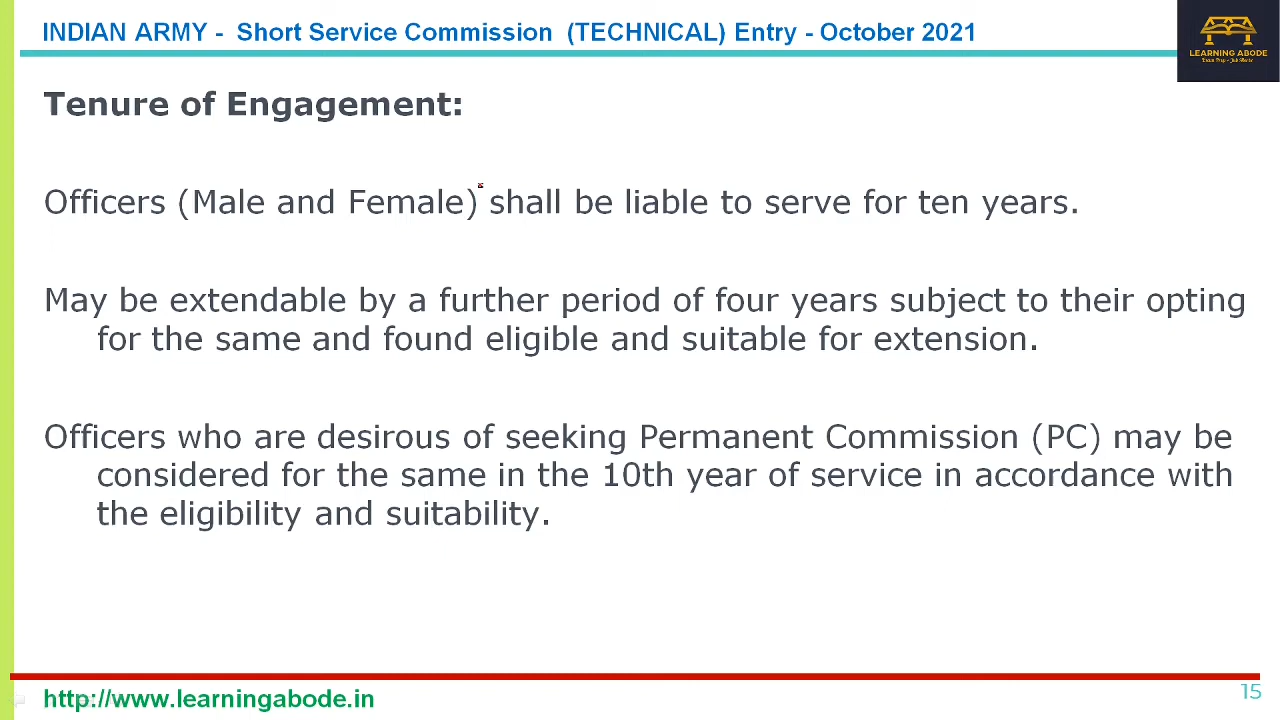 INDIAN ARMY - Short Service Commission (TECHNICAL) Entry - October 2021
LEARNING ABODE
Exam Prep - Job Alerts
Tenure of Engagement:
Officers (Male and Female) shall be liable to serve for ten years.
May be extendable by a further period of four years subject to their opting
for the same and found eligible and suitable for extension.
Officers who are desirous of seeking Permanent Commission (PC) may be
considered for the same in the 10th year of service in accordance with
the eligibility and suitability.
http://www.learningabode.in
15